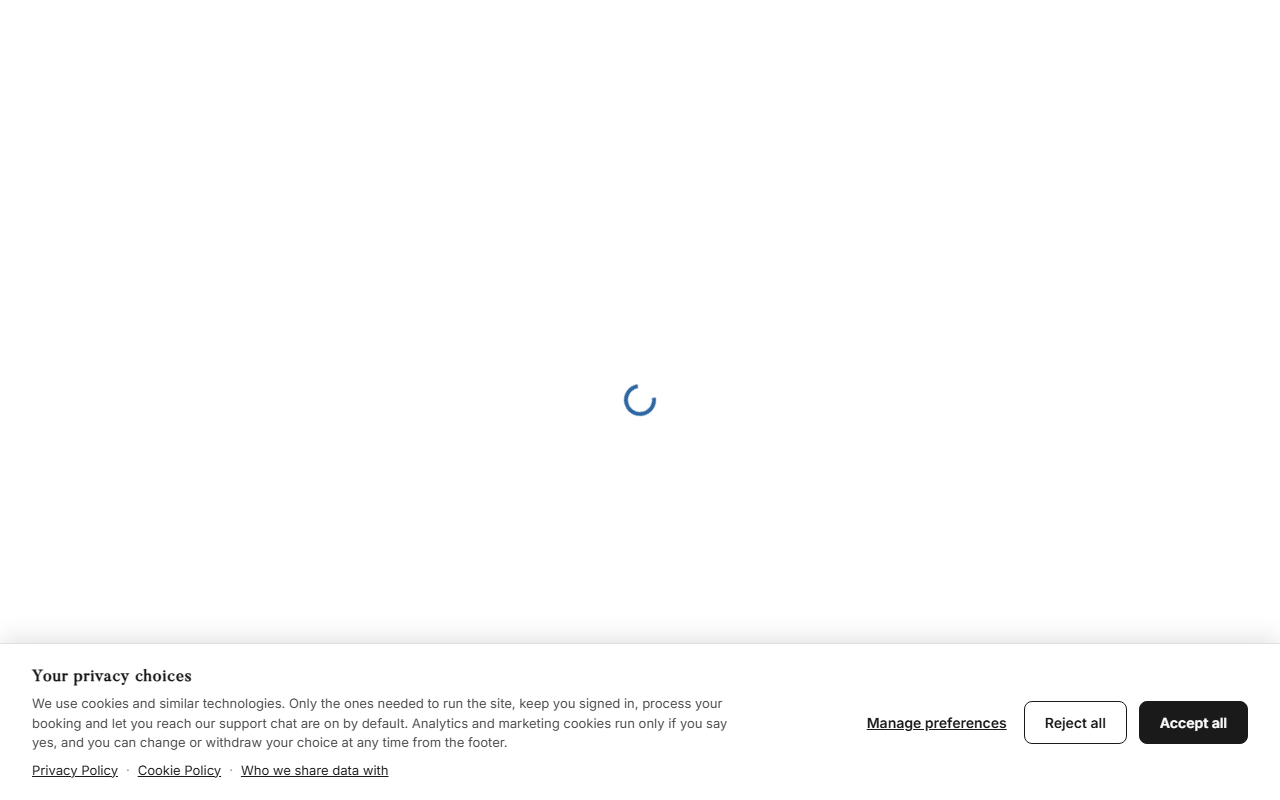 Your privacy choices
We use cookies and similar technologies. Only the ones needed to run the site, keep you signed in, process your
booking and let you reach our support chat are on by default. Analytics and marketing cookies run only if you say
yes, and you can change or withdraw your choice at any time from the footer.
Privacy Policy · Cookie Policy · Who we share data with
Manage preferences
Reject all
Accept all